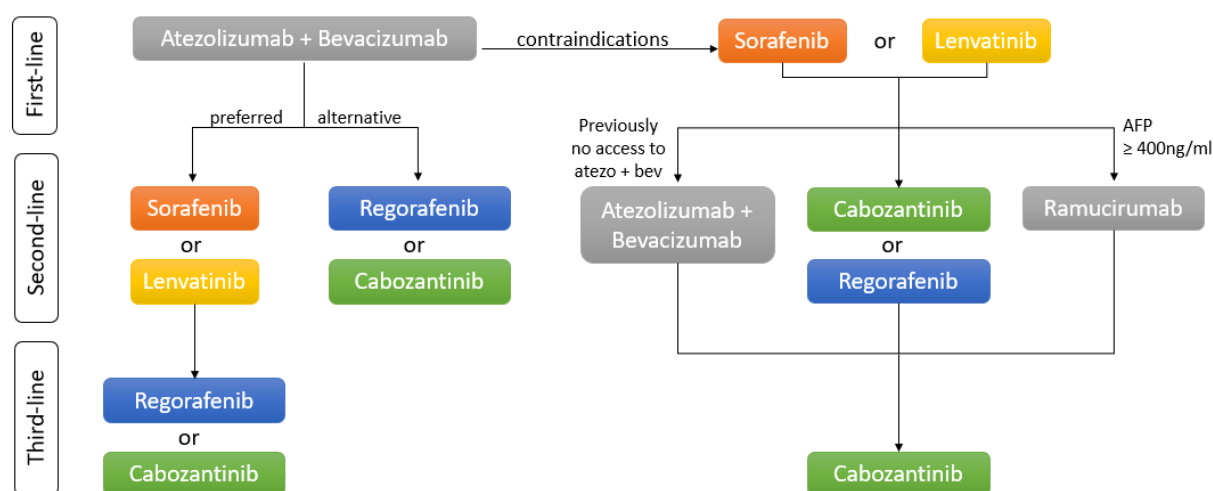 First-line
Atezolizumab + Bevacizumab
contraindications
Sorafenib
or
Lenvatinib
preferred
alternative
Previously
no access to
atezo + bev
AFP
≥ 400ng/ml
Second-line
Sorafenib
or
Lenvatinib
Regorafenib
or
Cabozantinib
Atezolizumab +
Bevacizumab
Cabozantinib
or
Regorafenib
Ramucirumab
Third-line
Regorafenib
or
Cabozantinib
Cabozantinib